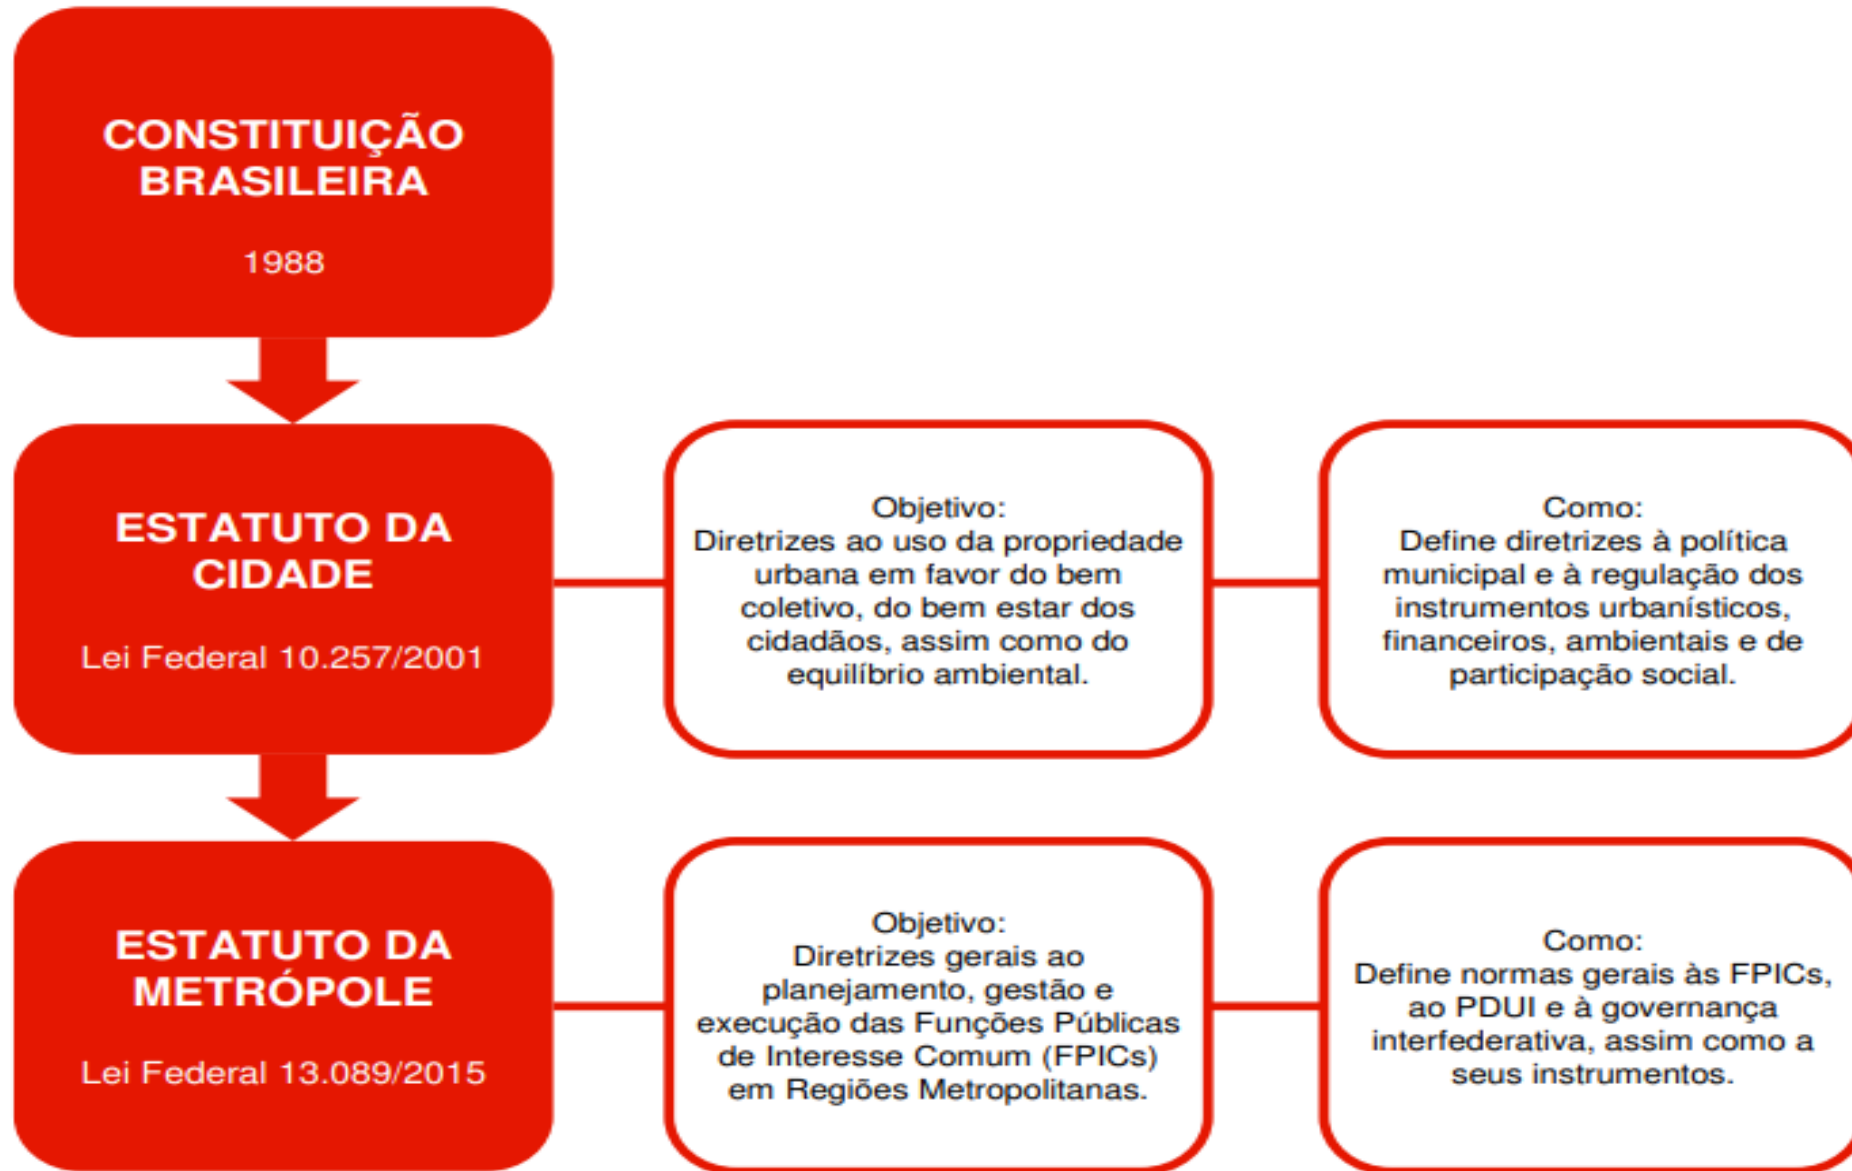 CONSTITUIÇÃO
BRASILEIRA
1988
ESTATUTO DA
CIDADE
Lei Federal 10.257/2001
Objetivo:
Diretrizes ao uso da propriedade
urbana em favor do bem
coletivo, do bem estar dos
cidadãos, assim como do
equilíbrio ambiental.
Como:
Define diretrizes à política
municipal e à regulação dos
instrumentos urbanísticos,
financeiros, ambientais e de
participação social.
ESTATUTO DA
METRÓPOLE
Lei Federal 13.089/2015
Objetivo:
Diretrizes gerais ao
planejamento, gestão e
execução das Funções Públicas
de Interesse Comum (FPICs)
em Regiões Metropolitanas.
Como:
Define normas gerais às FPICs,
ao PDUI e à governança
interfederativa, assim como a
seus instrumentos.